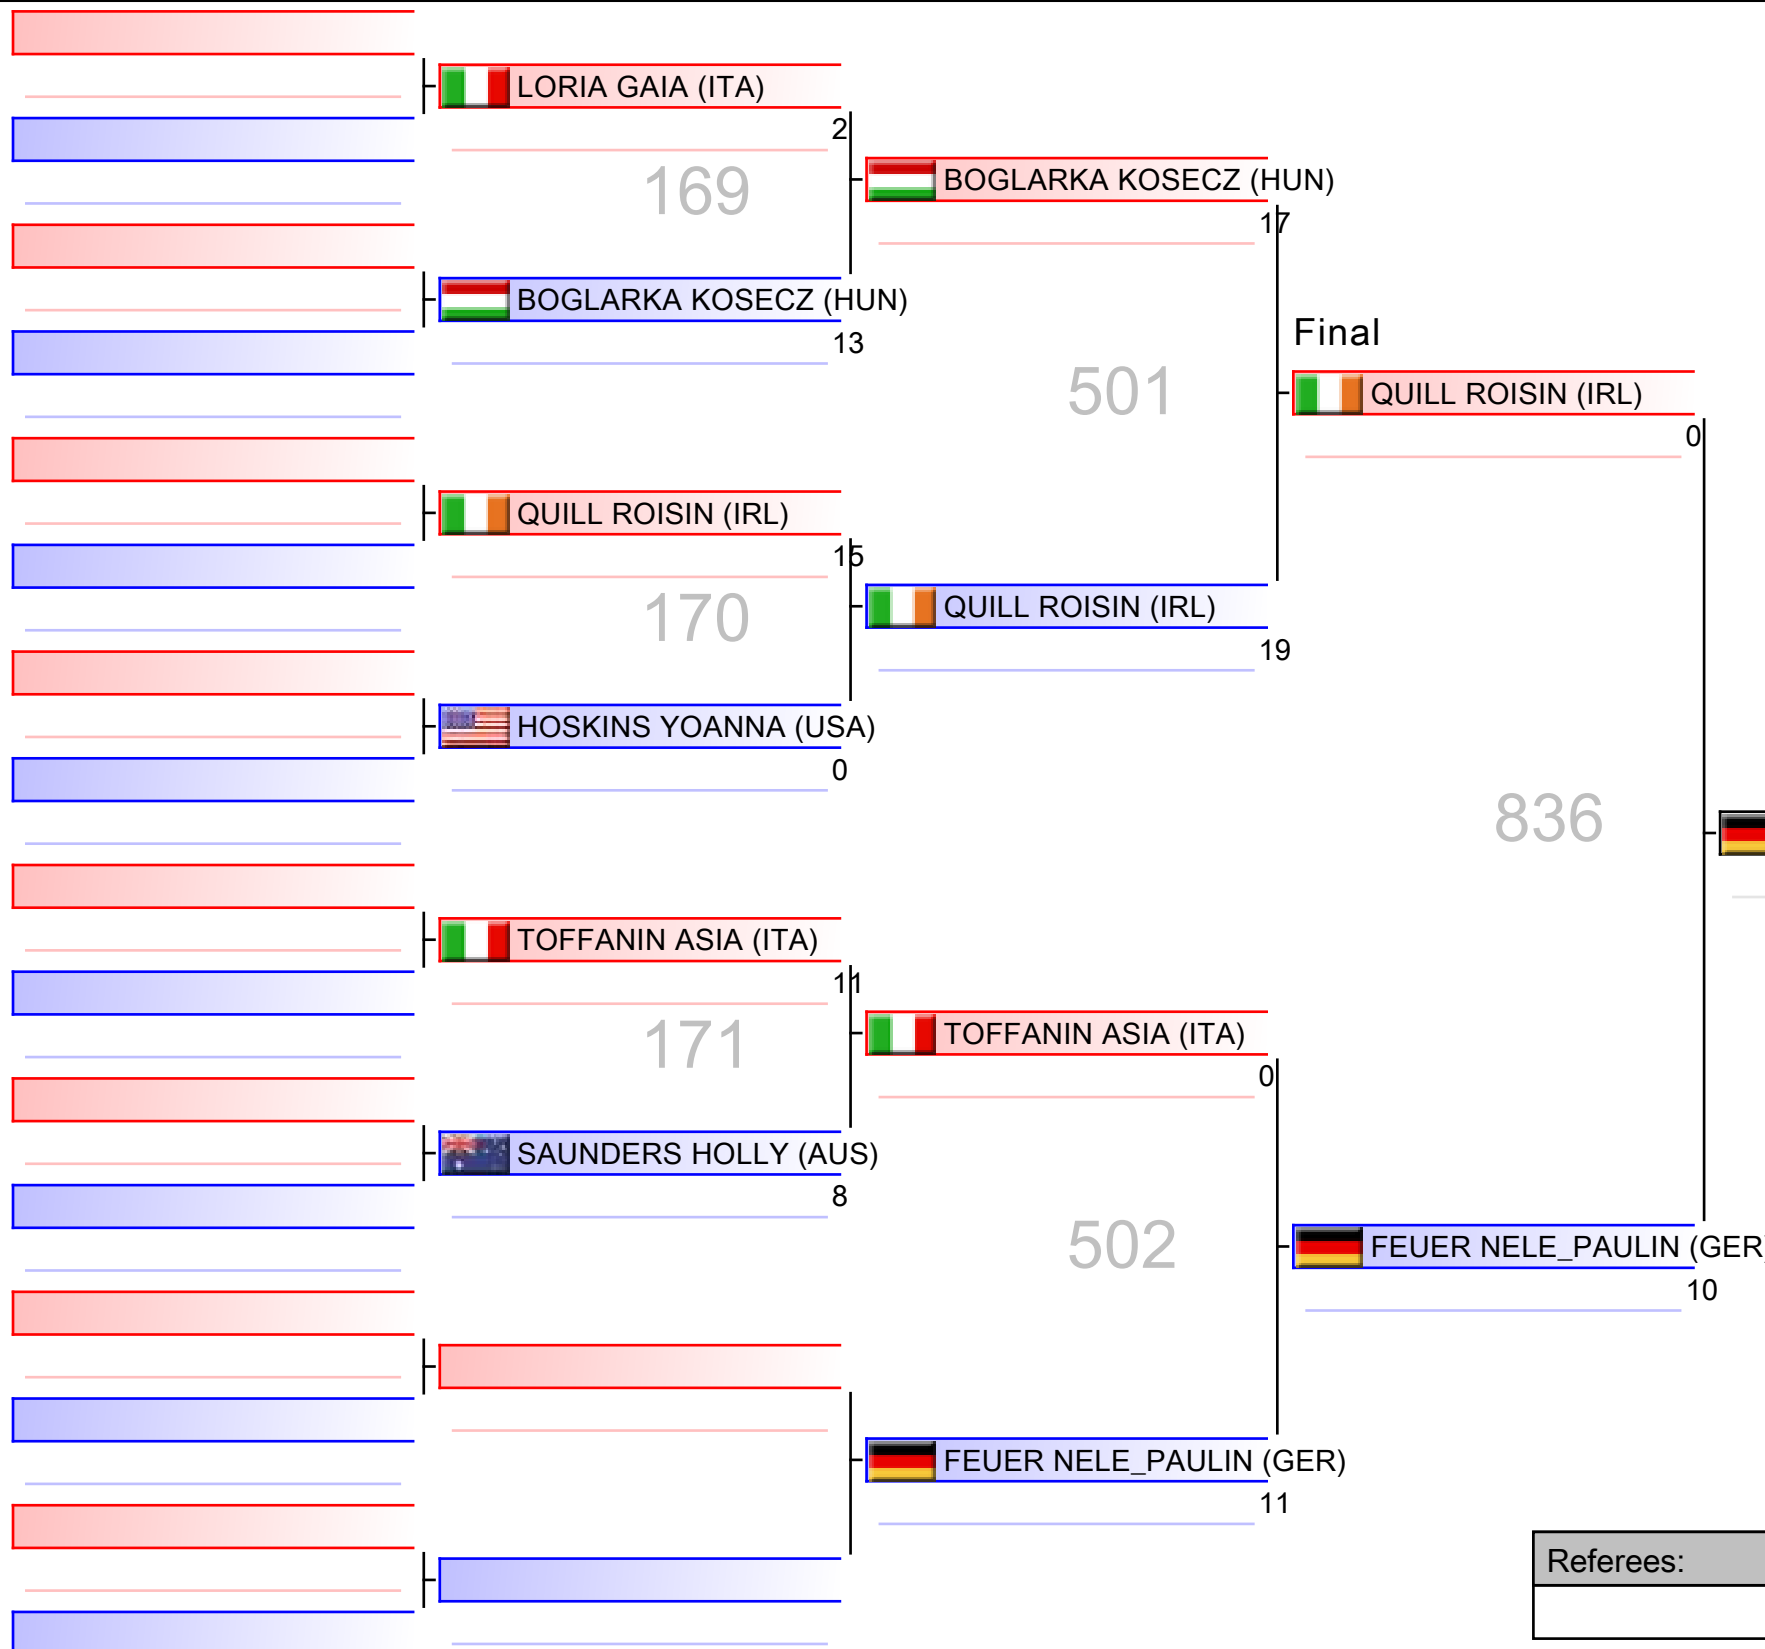 LORIA GAIA (ITA)
2
169
BOGLARKA KOSECZ (HUN)
17
BOGLARKA KOSECZ (HUN)
13
Final
501
QUILL ROISIN (IRL)
0
QUILL ROISIN (IRL)
15
170
QUILL ROISIN (IRL)
19
HOSKINS YOANNA (USA)
0
836
TOFFANIN ASIA (ITA)
11
171
TOFFANIN ASIA (ITA)
0
SAUNDERS HOLLY (AUS)
8
502
FEUER NELE_PAULIN (GER)
10
FEUER NELE_PAULIN (GER)
11
Referees: